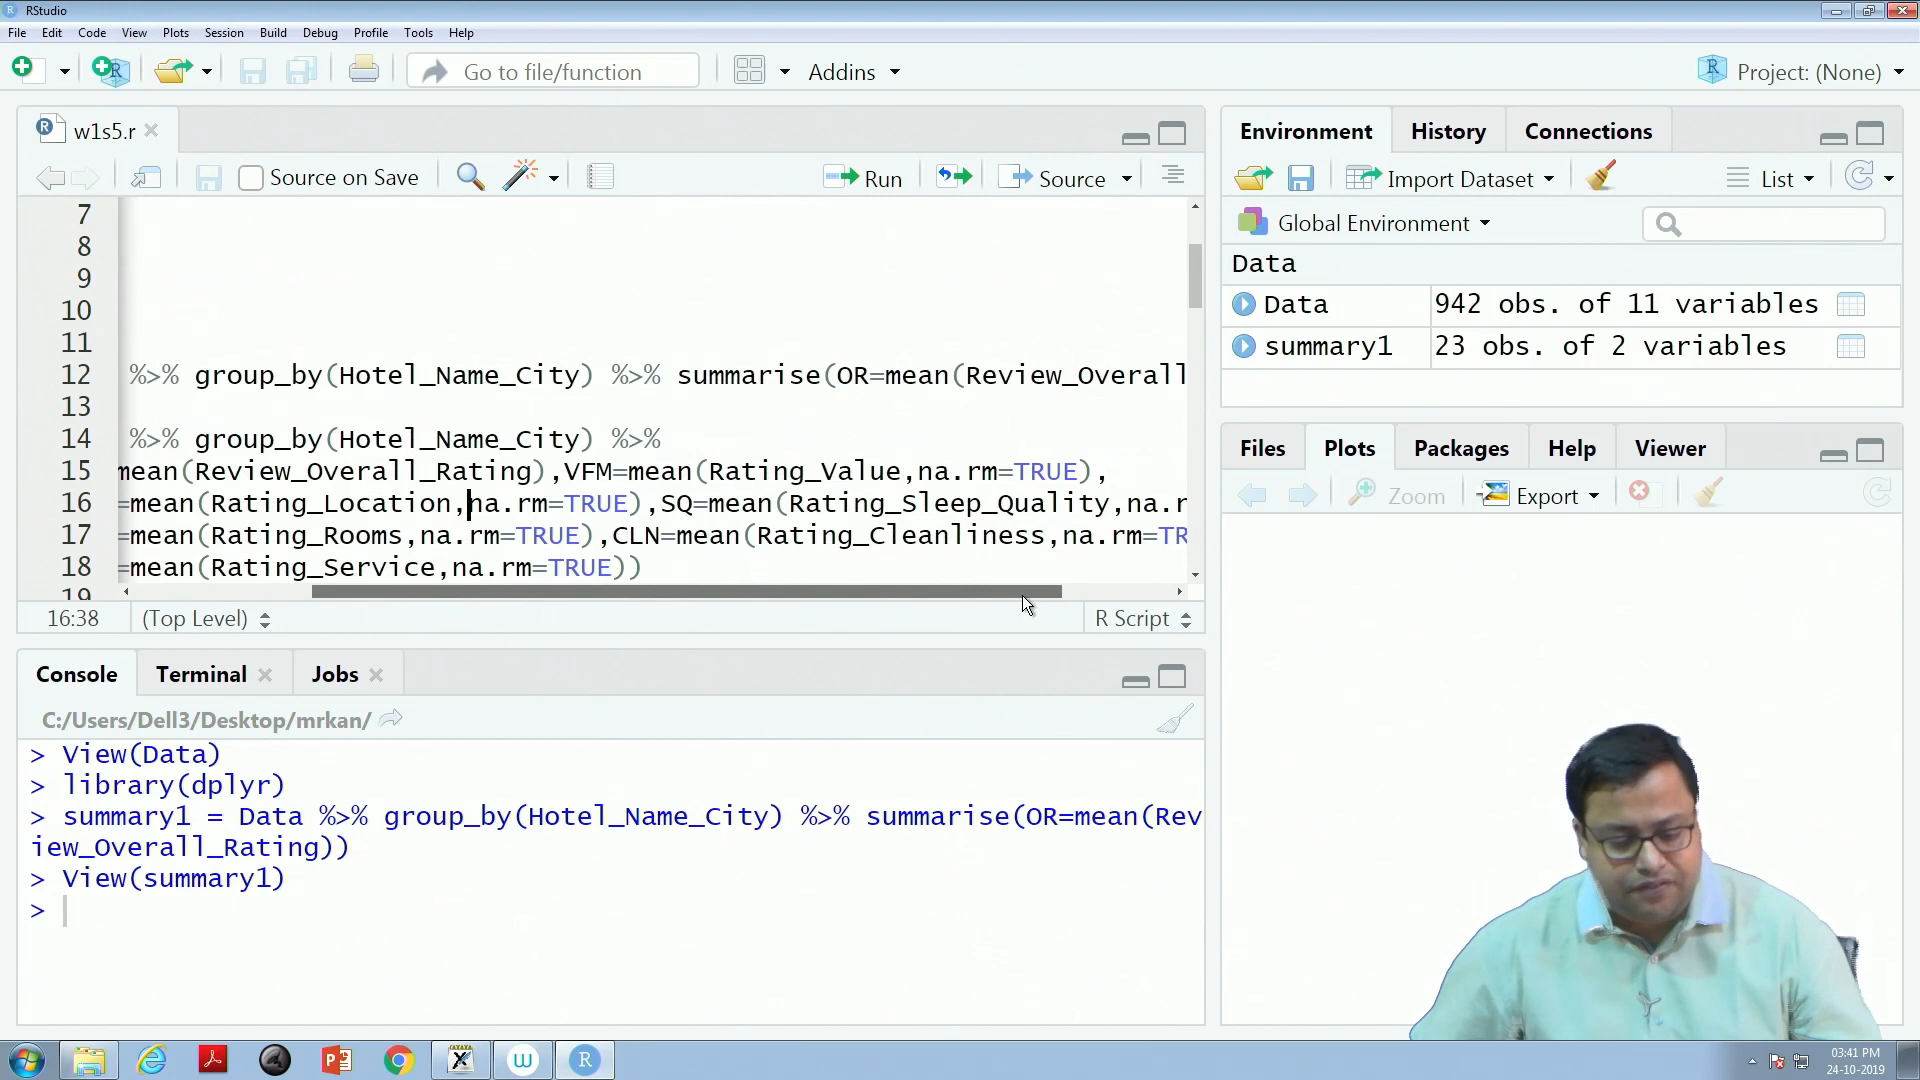 RStudio
File Edit Code View Plots Session Build Debug Profile Tools Help
Go to file/function Addins Project: (None)
w1s5.r
Source on Save Run Source
7
8
9
10
11
12 %>% group_by(Hotel_Name_City) %>% summarise(OR=mean(Review_Overall
13
14 %>% group_by(Hotel_Name_City) %>%
15 mean(Review_Overall_Rating),VFM=mean(Rating_Value,na.rm=TRUE),
16 =mean(Rating_Location,na.rm=TRUE),SQ=mean(Rating_Sleep_Quality,na.r
17 =mean(Rating_Rooms,na.rm=TRUE),CLN=mean(Rating_Cleanliness,na.rm=TR
18 =mean(Rating_Service,na.rm=TRUE))
19
16:38 (Top Level) R Script
Console Terminal Jobs
C:/Users/Dell3/Desktop/mrkan/
> View(Data)
> library(dplyr)
> summary1 = Data %>% group_by(Hotel_Name_City) %>% summarise(OR=mean(Rev
iew_Overall_Rating))
> View(summary1)
>
Environment History Connections
Import Dataset List
Global Environment
Data
Data 942 obs. of 11 variables
summary1 23 obs. of 2 variables
Files Plots Packages Help Viewer
Zoom Export
03:41 PM
24-10-2019